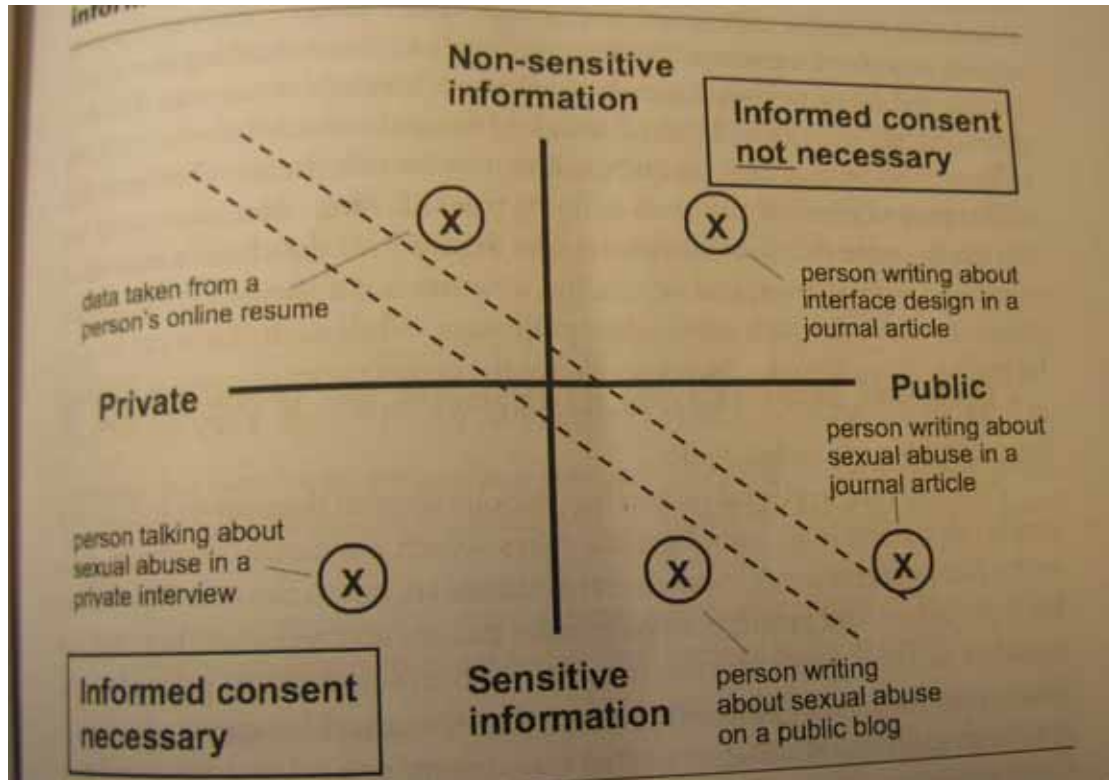 Non-sensitive
information
Informed consent
not necessary
X
X
data taken from a
person's online resume
person writing about
interface design in a
journal article
Private
Public
person writing about
sexual abuse in a
journal article
person talking about
sexual abuse in a
private interview
X
X
X
Informed consent
necessary
Sensitive
information
person writing
about sexual abuse
on a public blog